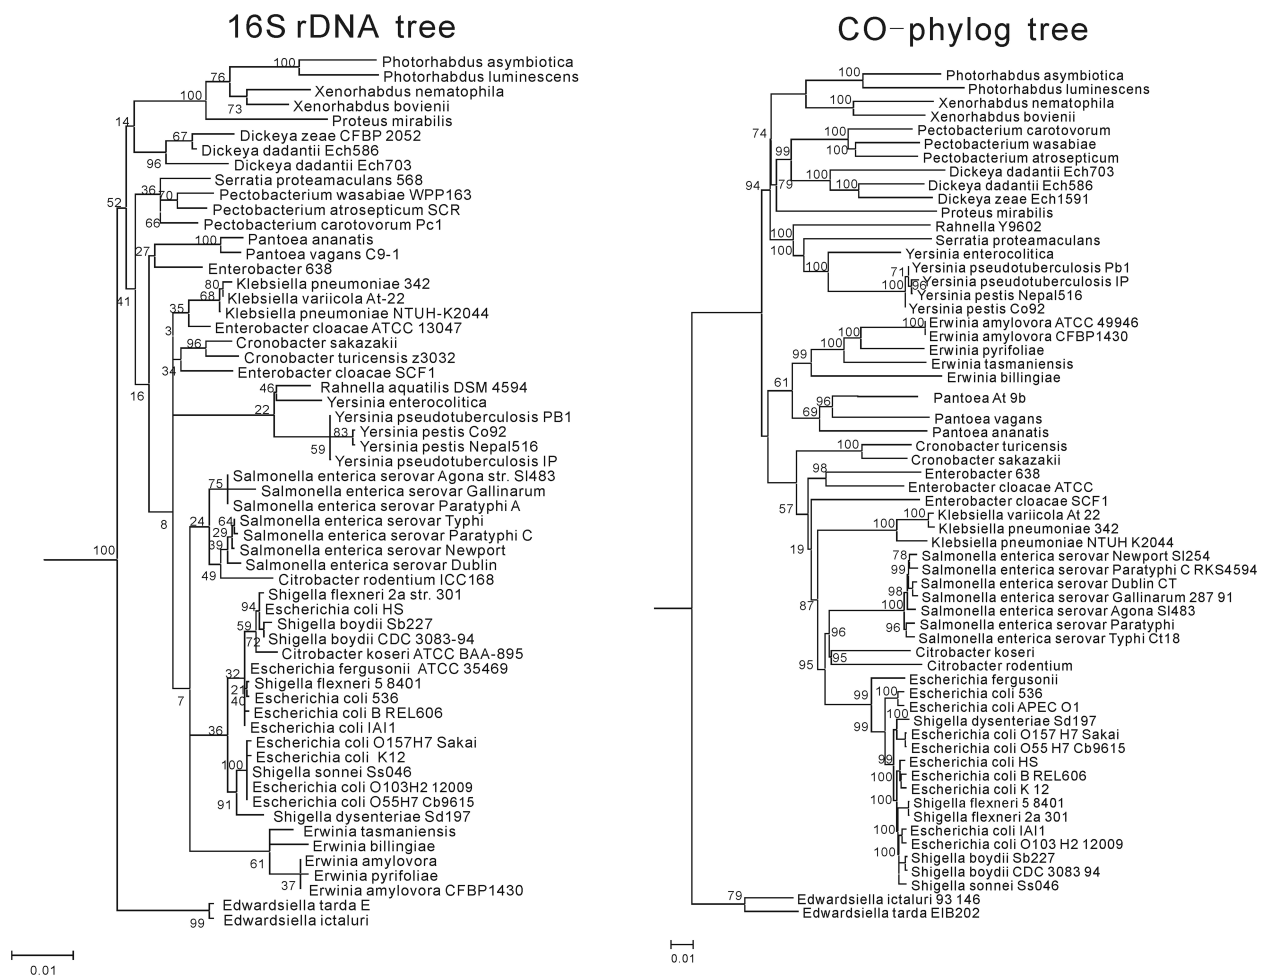 16S rDNA tree
100
Photorhabdus asymbiotica
76
Photorhabdus luminescens
100
Xenorhabdus nematophila
73
Xenorhabdus bovienii
14
Proteus mirabilis
67
Dickeya zeae CFBP 2052
Dickeya dadantii Ech586
96
Dickeya dadantii Ech703
Serratia proteamaculans 568
36
70
Pectobacterium wasabiae WPP163
52
Pectobacterium atrosepticum SCR
66
Pectobacterium carotovorum Pc1
100
Pantoea ananatis
27
Pantoea vagans C9-1
Enterobacter 638
80
Klebsiella pneumoniae 342
41
68
Klebsiella variicola At-22
35
Klebsiella pneumoniae NTUH-K2044
3
Enterobacter cloacae ATCC 13047
96
Cronobacter sakazakii
Cronobacter turicensis z3032
34
Enterobacter cloacae SCF1
46
Rahnella aquatilis DSM 4594
16
Yersinia enterocolitica
22
Yersinia pseudotuberculosis PB1
83
Yersinia pestis Co92
59
Yersinia pestis Nepal516
Yersinia pseudotuberculosis IP
Salmonella enterica serovar Agona str. SI483
75
Salmonella enterica serovar Gallinarum
Salmonella enterica serovar Paratyphi A
8
24
64
Salmonella enterica serovar Typhi
29
Salmonella enterica serovar Paratyphi C
39
Salmonella enterica serovar Newport
100
Salmonella enterica serovar Dublin
49
Citrobacter rodentium ICC168
Shigella flexneri 2a str. 301
94
Escherichia coli HS
59
Shigella boydii Sb227
72
Shigella boydii CDC 3083-94
Citrobacter koseri ATCC BAA-895
32
Escherichia fergusonii ATCC 35469
21
Shigella flexneri 5 8401
7
40
Escherichia coli 536
Escherichia coli B REL606
36
Escherichia coli IAI1
Escherichia coli O157H7 Sakai
100
Escherichia coli K12
Shigella sonnei Ss046
Escherichia coli O103H2 12009
91
Escherichia coli O55H7 Cb9615
Shigella dysenteriae Sd197
Erwinia tasmaniensis
Erwinia billingiae
61
Erwinia amylovora
Erwinia pyrifoliae
37
Erwinia amylovora CFBP1430
Edwardsiella tarda E
99
Edwardsiella ictaluri
0.01
CO-phylog tree
100
Photorhabdus asymbiotica
Photorhabdus luminescens
100
Xenorhabdus nematophila
Xenorhabdus bovienii
74
100
Pectobacterium carotovorum
99
100
Pectobacterium wasabiae
Pectobacterium atrosepticum
100
Dickeya dadantii Ech703
94
79
100
Dickeya dadantii Ech586
Dickeya zeae Ech1591
Proteus mirabilis
100
Rahnella Y9602
100
Serratia proteamaculans
Yersinia enterocolitica
100
71
Yersinia pseudotuberculosis Pb1
100
96
Yersinia pseudotuberculosis IP
Yersinia pestis Nepal516
Yersinia pestis Co92
100
Erwinia amylovora ATCC 49946
100
Erwinia amylovora CFBP1430
100
Erwinia pyrifoliae
99
Erwinia tasmaniensis
61
Erwinia billingiae
96
Pantoea At 9b
69
Pantoea vagans
Pantoea ananatis
100
Cronobacter turicensis
Cronobacter sakazakii
98
Enterobacter 638
Enterobacter cloacae ATCC
57
Enterobacter cloacae SCF1
100
Klebsiella variicola At 22
100
Klebsiella pneumoniae 342
19
Klebsiella pneumoniae NTUH K2044
78
Salmonella enterica serovar Newport Sl254
99
Salmonella enterica serovar Paratyphi C RKS4594
98
Salmonella enterica serovar Dublin CT
Salmonella enterica serovar Gallinarum 287 91
87
100
Salmonella enterica serovar Agona Sl483
96
Salmonella enterica serovar Paratyphi
96
Salmonella enterica serovar Typhi Ct18
95
Citrobacter koseri
95
Citrobacter rodentium
Escherichia fergusonii
99
100
Escherichia coli 536
Escherichia coli APEC O1
99
100
Shigella dysenteriae Sd197
Escherichia coli O157 H7 Sakai
Escherichia coli O55 H7 Cb9615
99
Escherichia coli HS
100
Escherichia coli B REL606
Escherichia coli K 12
100
Shigella flexneri 5 8401
Shigella flexneri 2a 301
100
Escherichia coli IAI1
Escherichia coli O103 H2 12009
100
Shigella boydii Sb227
Shigella boydii CDC 3083 94
Shigella sonnei Ss046
79
Edwardsiella ictaluri 93 146
Edwardsiella tarda EIB202
0.01